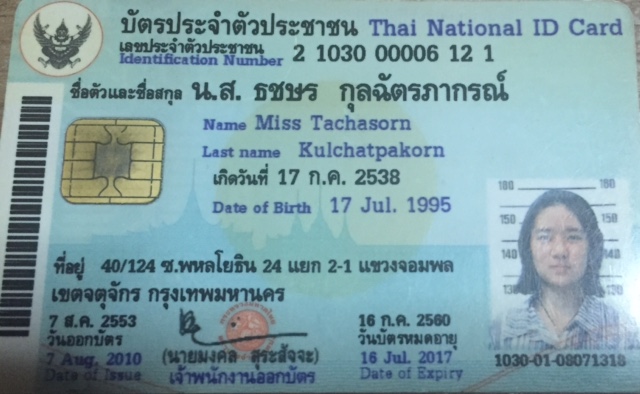 บัตรประจำตัวประชาชน Thai National ID Card
เลขประจำตัวประชาชน 2 1030 00006 12 1
Identification Number
ชื่อตัวและชื่อสกุล น.ส. ธชษร กุลฉัตรภากรณ์
Name Miss Tachasorn
Last name Kulchatpakorn
เกิดวันที่ 17 ก.ค. 2538
Date of Birth 17 Jul. 1995
180 160
150 150
140 14
13
ที่อยู่ 40/124 ซ.พหลโยธิน 24 แยก 2-1 แขวงจอมพล
เขตจตุจักร กรุงเทพมหานคร
7 ส.ค. 2553
วันออกบัตร
7 Aug. 2010
Date of Issue
(นายมงคล สุระสัจจะ)
เจ้าพนักงานออกบัตร
16 ก.ค. 2560
วันบัตรหมดอายุ
16 Jul. 2017
Date of Expiry
1030-01-08071318